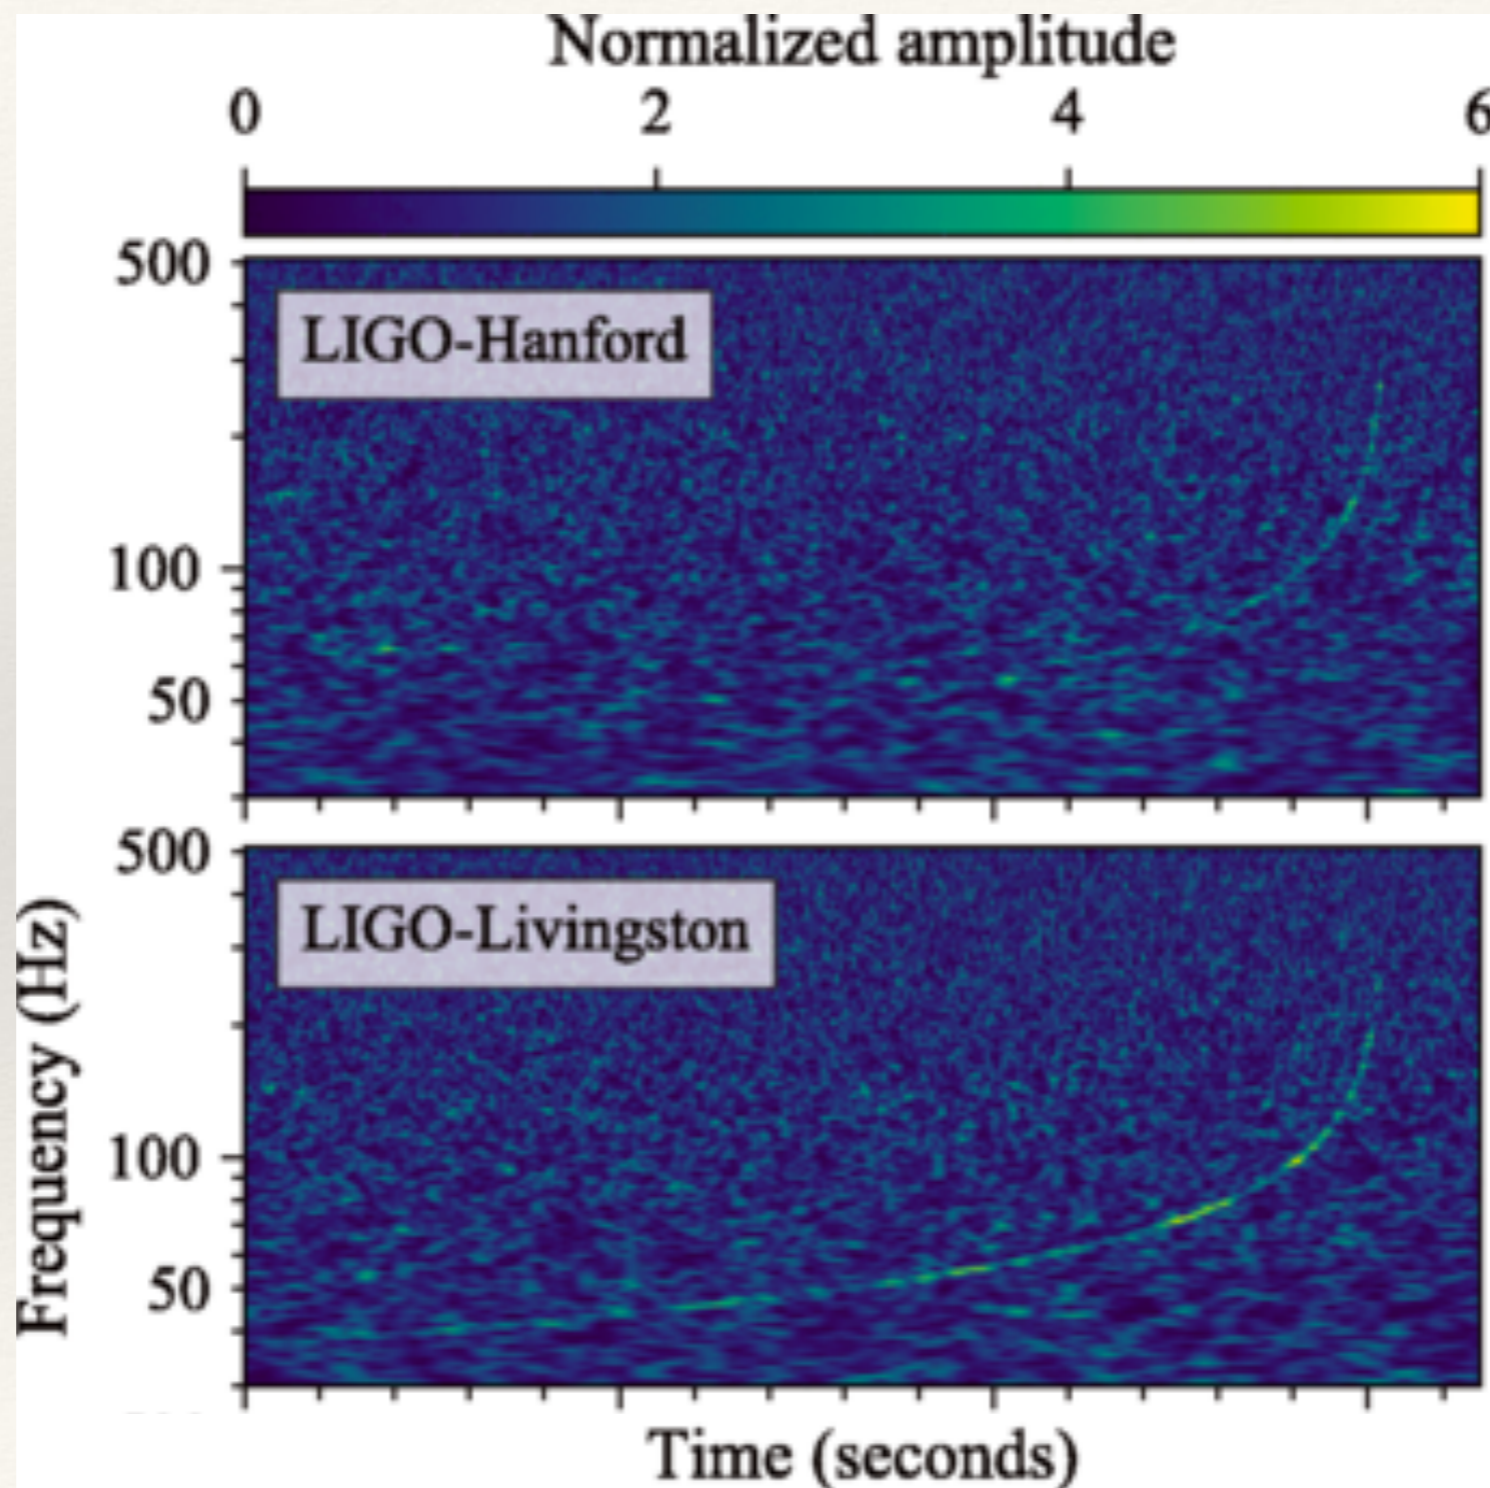 Normalized amplitude
0 2 4 6
500
LIGO-Hanford
100
50
500
LIGO-Livingston
100
50
Frequency (Hz)
Time (seconds)